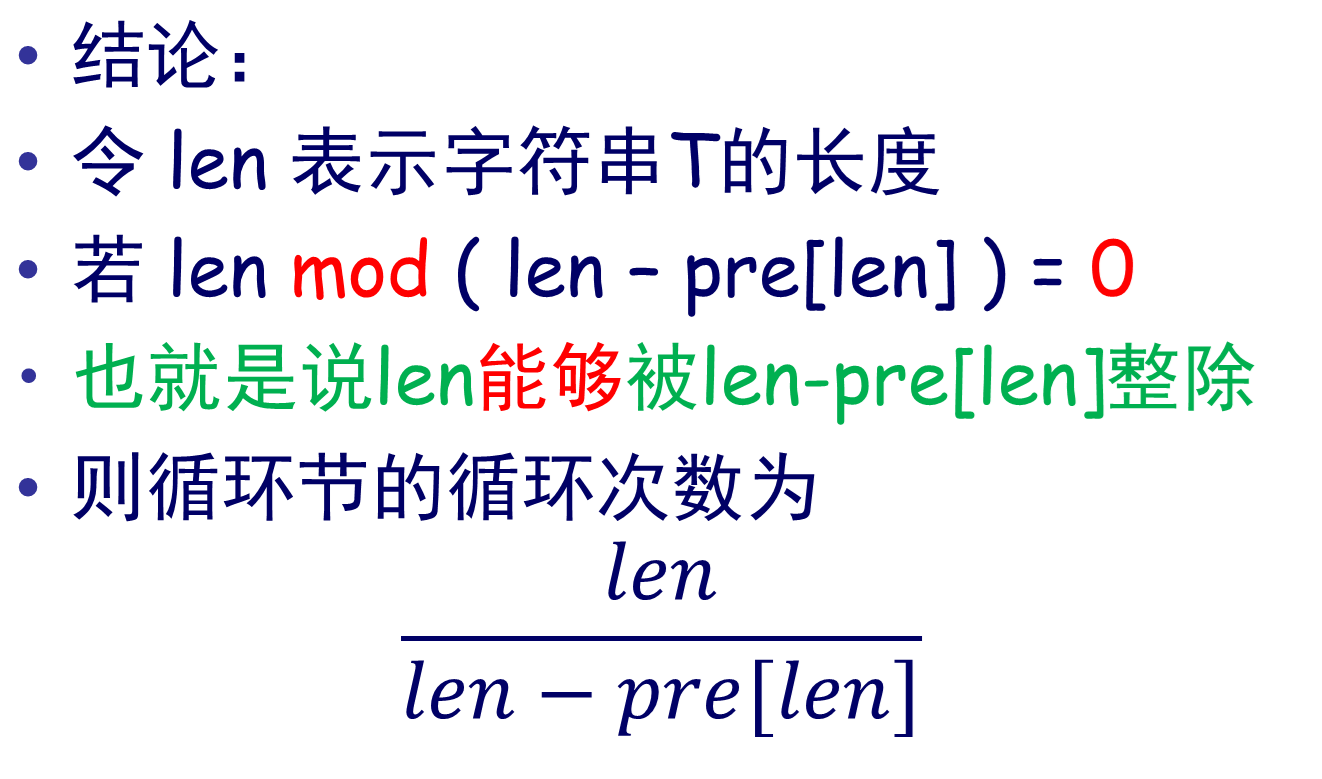 • 结论：
• 令 len 表示字符串T的长度
• 若 len mod ( len – pre[len] ) = 0
• 也就是说len能够被len-pre[len]整除
• 则循环节的循环次数为
len
len − pre[len]